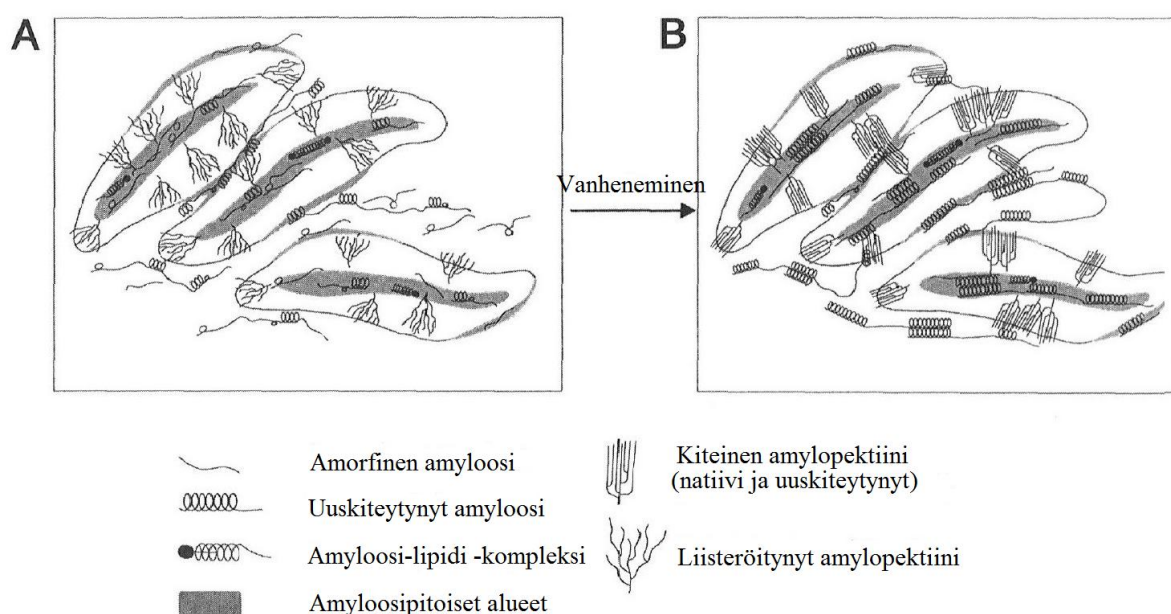 A
B
Vanheneminen
Amorfinen amyloosi
Uuskiteytynyt amyloosi
Amyloosi-lipidi -kompleksi
Amyloosipitoiset alueet
Kiteinen amylopektiini
(natiivi ja uuskiteytynyt)
Liisteröitynyt amylopektiini